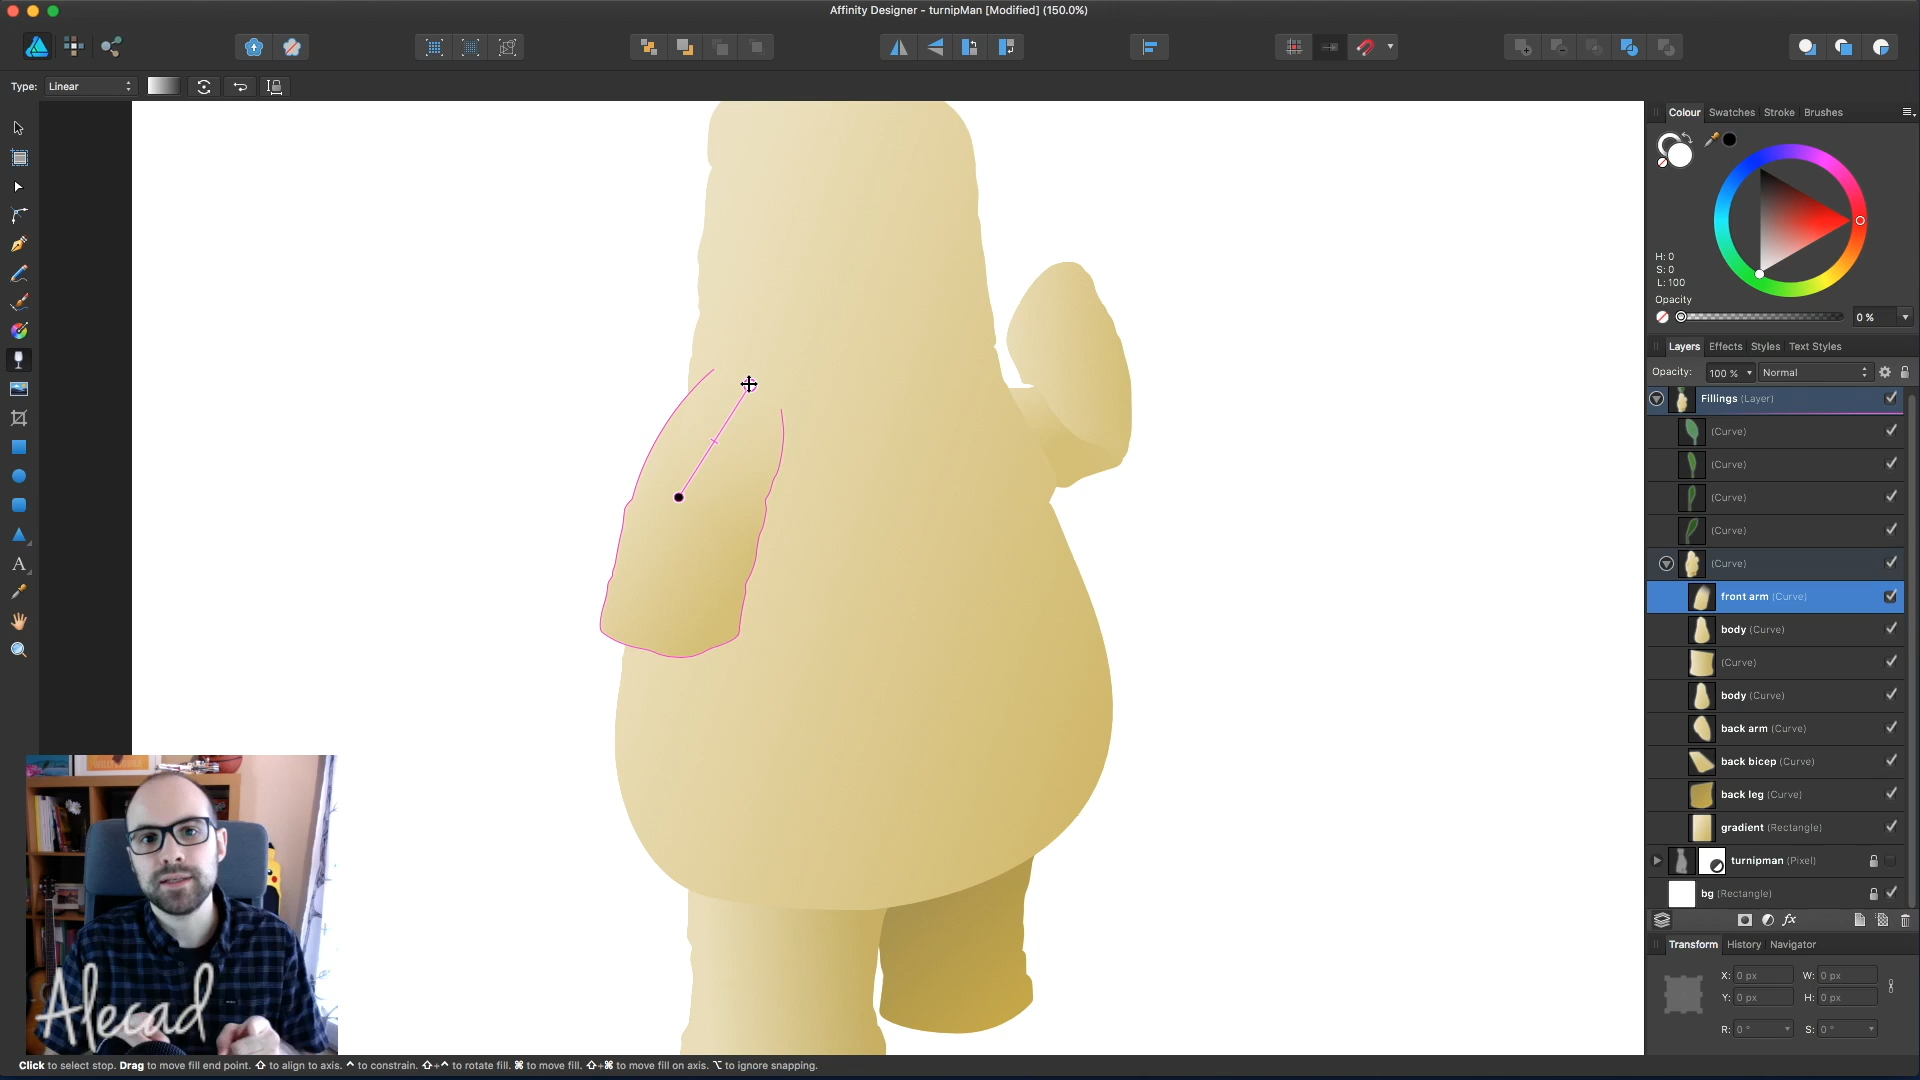 Affinity Designer - turnipMan [Modified] (150.0%)
Type: Linear
Colour Swatches Stroke Brushes
H: 0
S: 0
L: 100
Opacity
0 %
Layers Effects Styles Text Styles
Opacity: 100 % Normal
Fillings (Layer)
(Curve)
(Curve)
(Curve)
(Curve)
(Curve)
front arm (Curve)
body (Curve)
(Curve)
body (Curve)
back arm (Curve)
back bicep (Curve)
back leg (Curve)
gradient (Rectangle)
turnipman (Pixel)
bg (Rectangle)
fx
Transform History Navigator
X: 0 px W: 0 px
Y: 0 px H: 0 px
R: 0 ° S: 0 °
Alecad
Click to select stop. Drag to move fill end point. ⇧ to align to axis. ^ to constrain. ⇧+^ to rotate fill. ⌘ to move fill. ⇧+⌘ to move fill on axis. ⌥ to ignore snapping.